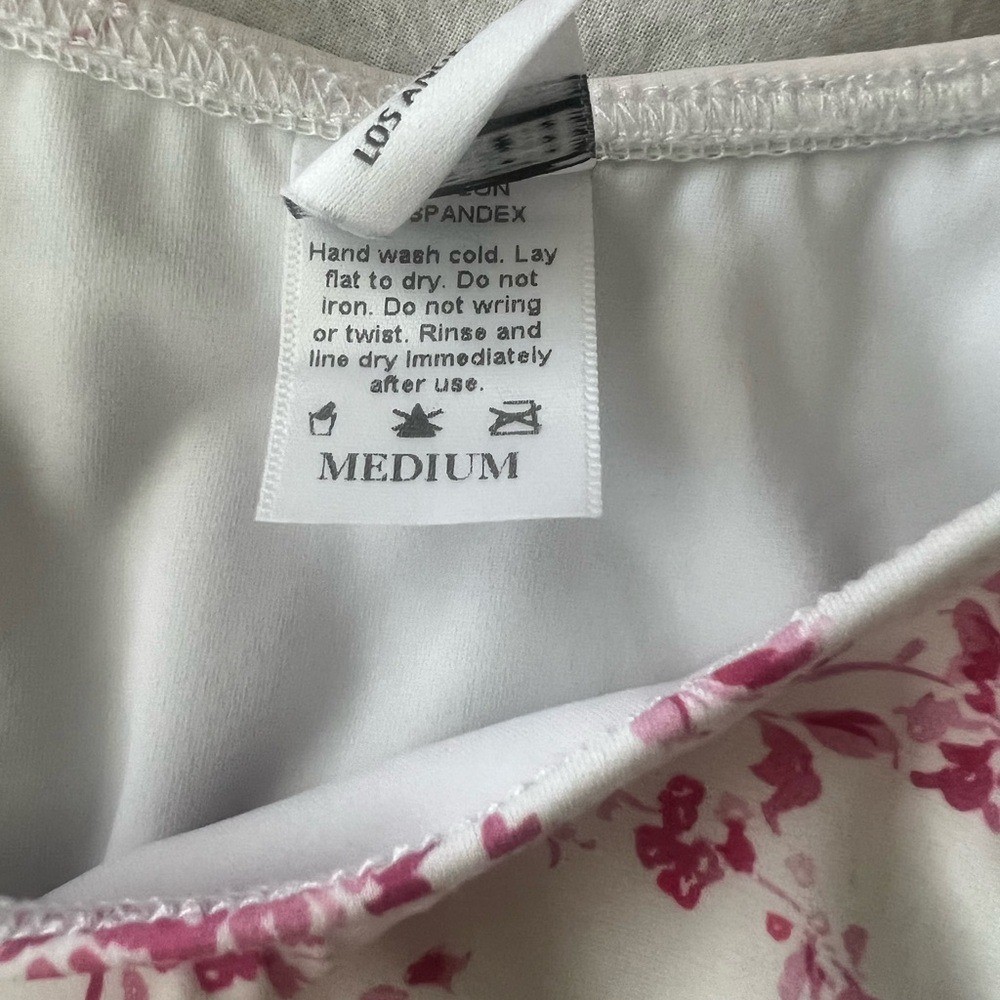 LOS
SPANDEX
Hand wash cold. Lay
flat to dry. Do not
iron. Do not wring
or twist. Rinse and
line dry immediately
after use.
MEDIUM